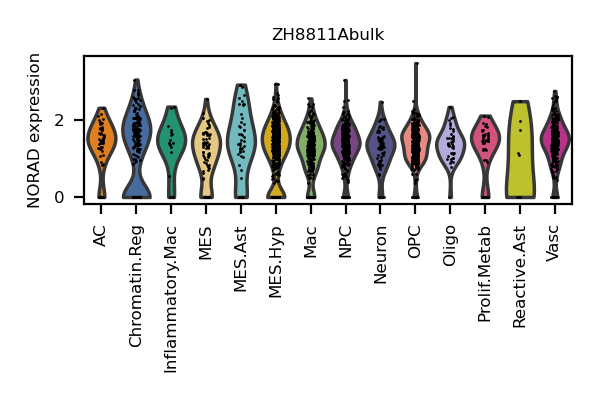 ZH8811Abulk
NORAD expression
2
0
AC
Chromatin.Reg
Inflammatory.Mac
MES
MES.Ast
MES.Hyp
Mac
NPC
Neuron
OPC
Oligo
Prolif.Metab
Reactive.Ast
Vasc